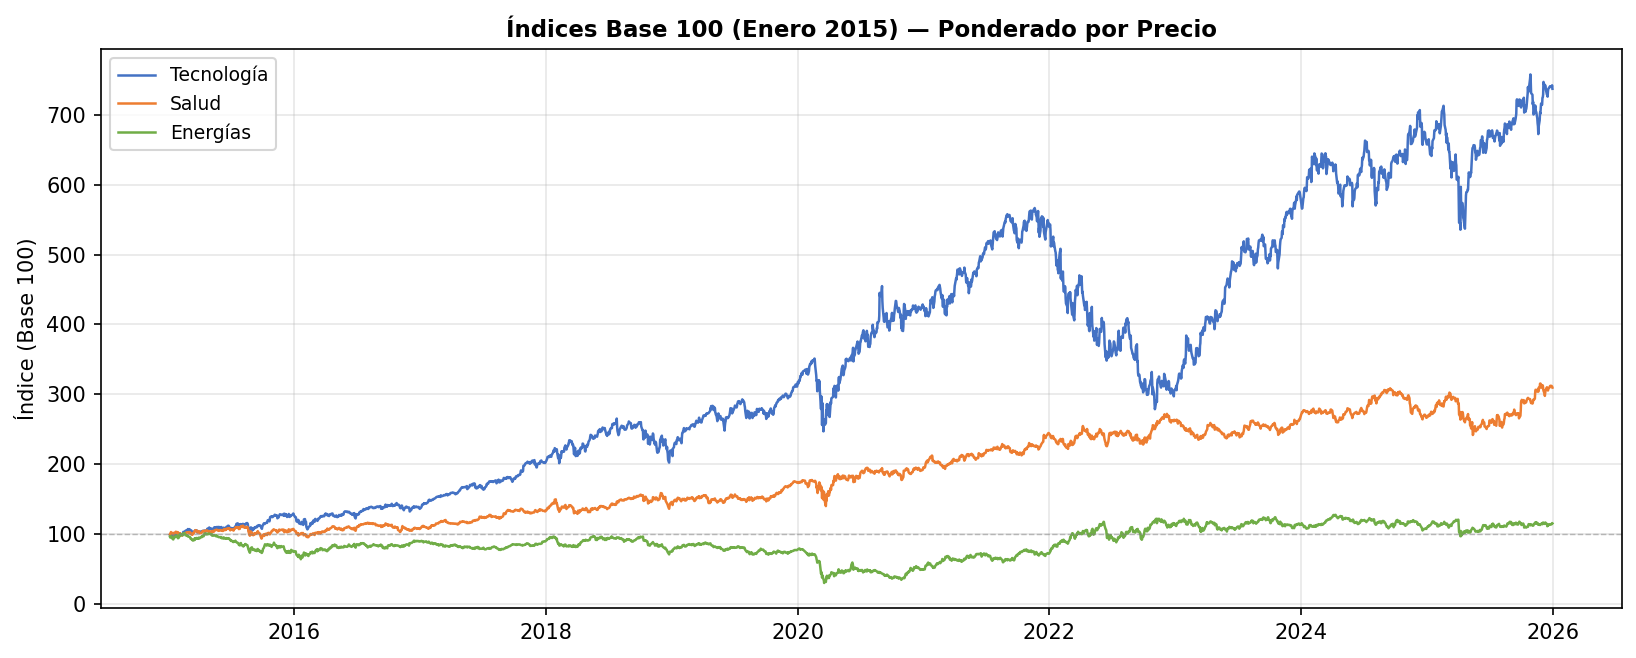 Índices Base 100 (Enero 2015) — Ponderado por Precio
Tecnología
Salud
Energías
Índice (Base 100)
700
600
500
400
300
200
100
0
2016 2018 2020 2022 2024 2026